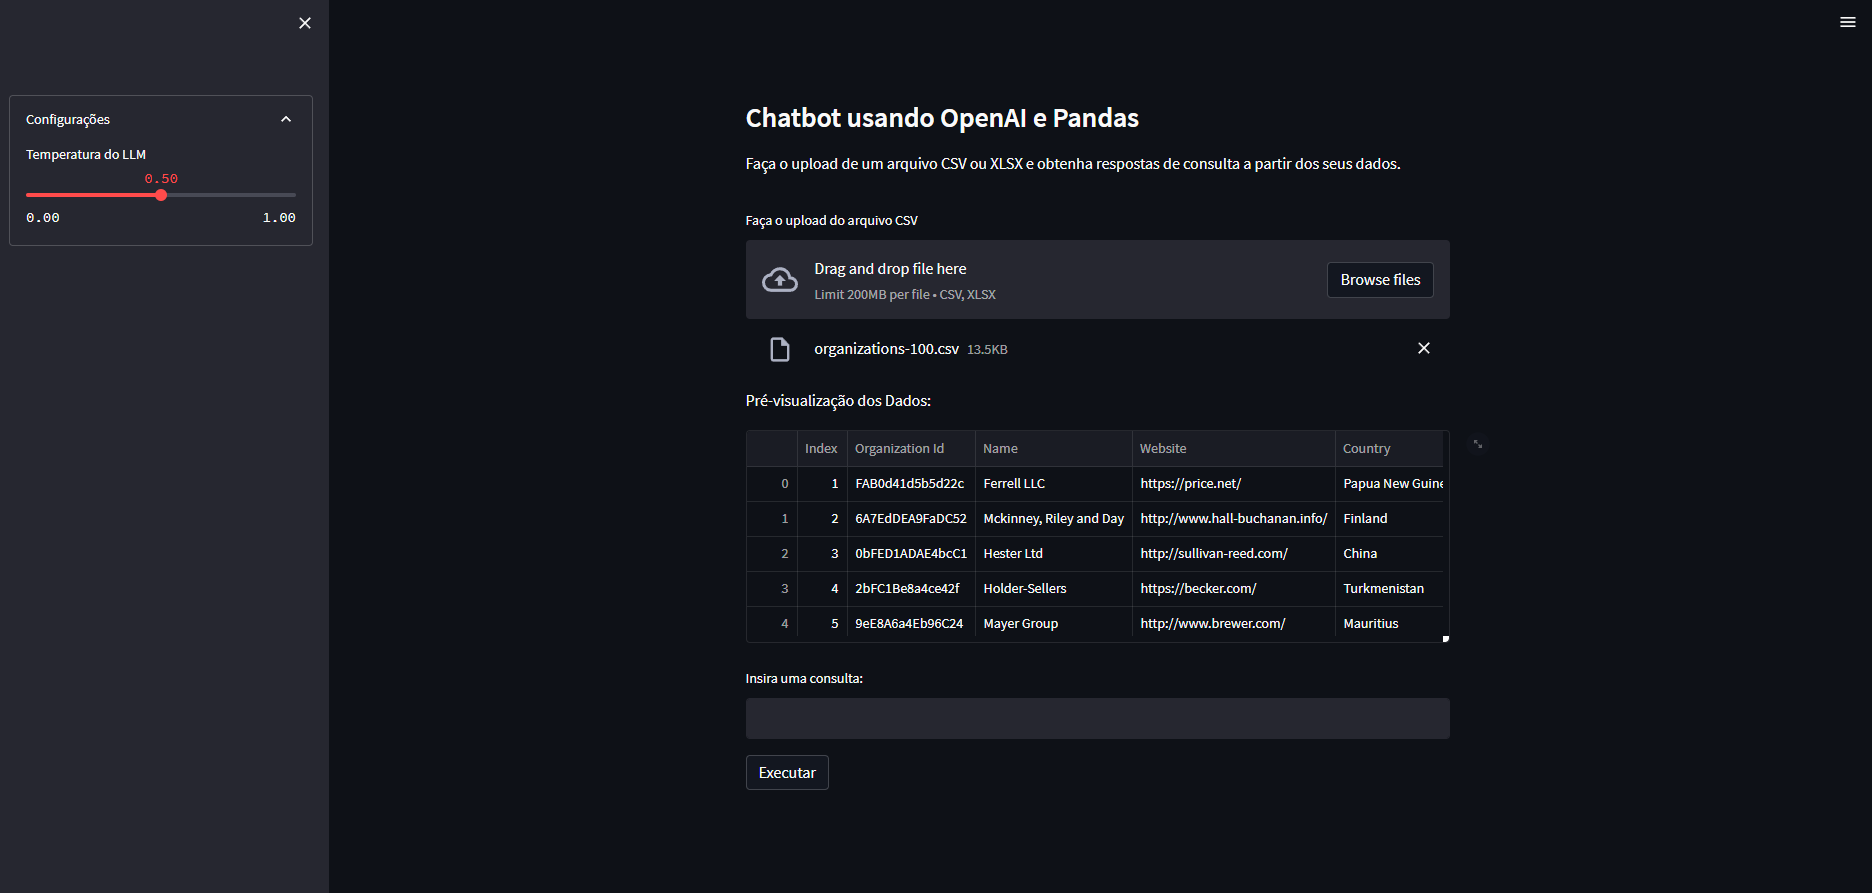 Configurações
Temperatura do LLM
0.50
0.00 1.00
Chatbot usando OpenAI e Pandas
Faça o upload de um arquivo CSV ou XLSX e obtenha respostas de consulta a partir dos seus dados.
Faça o upload do arquivo CSV
Drag and drop file here
Limit 200MB per file • CSV, XLSX
Browse files
organizations-100.csv 13.5KB
Pré-visualização dos Dados:
Index Organization Id Name Website Country
0 1 FAB0d41d5b5d22c Ferrell LLC https://price.net/ Papua New Guine
1 2 6A7EdDEA9FaDC52 Mckinney, Riley and Day http://www.hall-buchanan.info/ Finland
2 3 0bFED1ADAE4bcC1 Hester Ltd http://sullivan-reed.com/ China
3 4 2bFC1Be8a4ce42f Holder-Sellers https://becker.com/ Turkmenistan
4 5 9eE8A6a4Eb96C24 Mayer Group http://www.brewer.com/ Mauritius
Insira uma consulta:
Executar